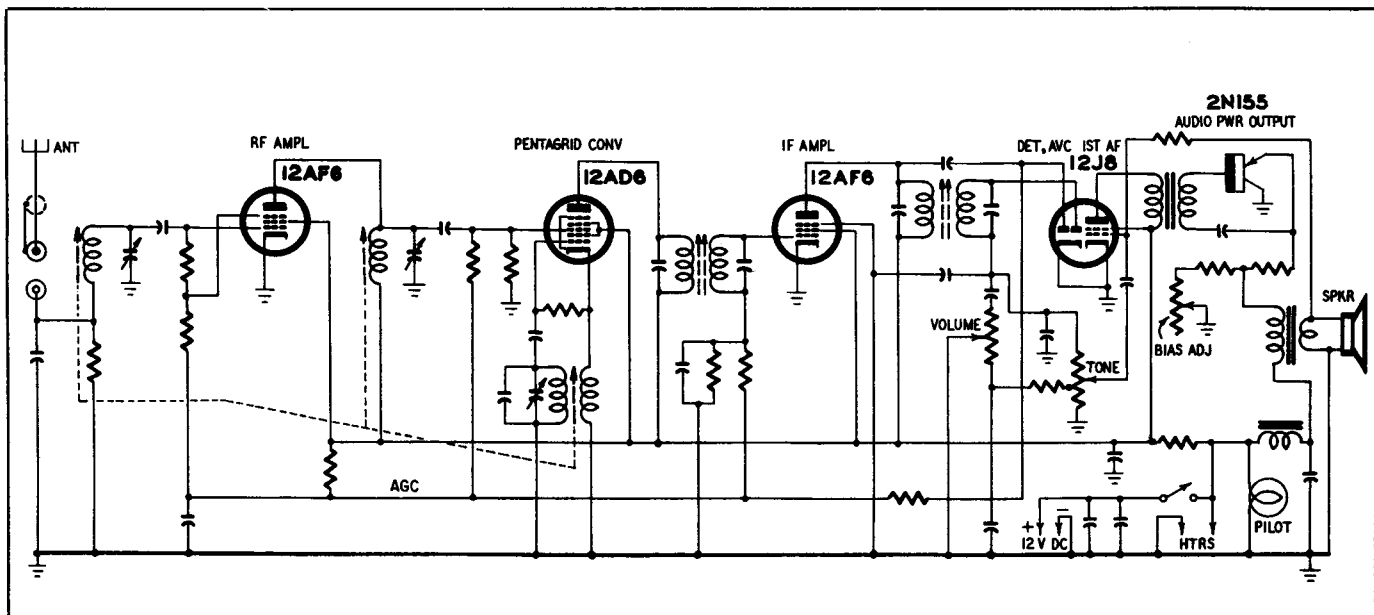 ANT
RF AMPL
12AF6
PENTAGRID CONV
12AD6
IF AMPL
12AF6
DET, AVC 1ST AF
12J8
2N155
AUDIO PWR OUTPUT
VOLUME
TONE
BIAS ADJ
SPKR
AGC
+ −
12 V DC
HTRS
PILOT